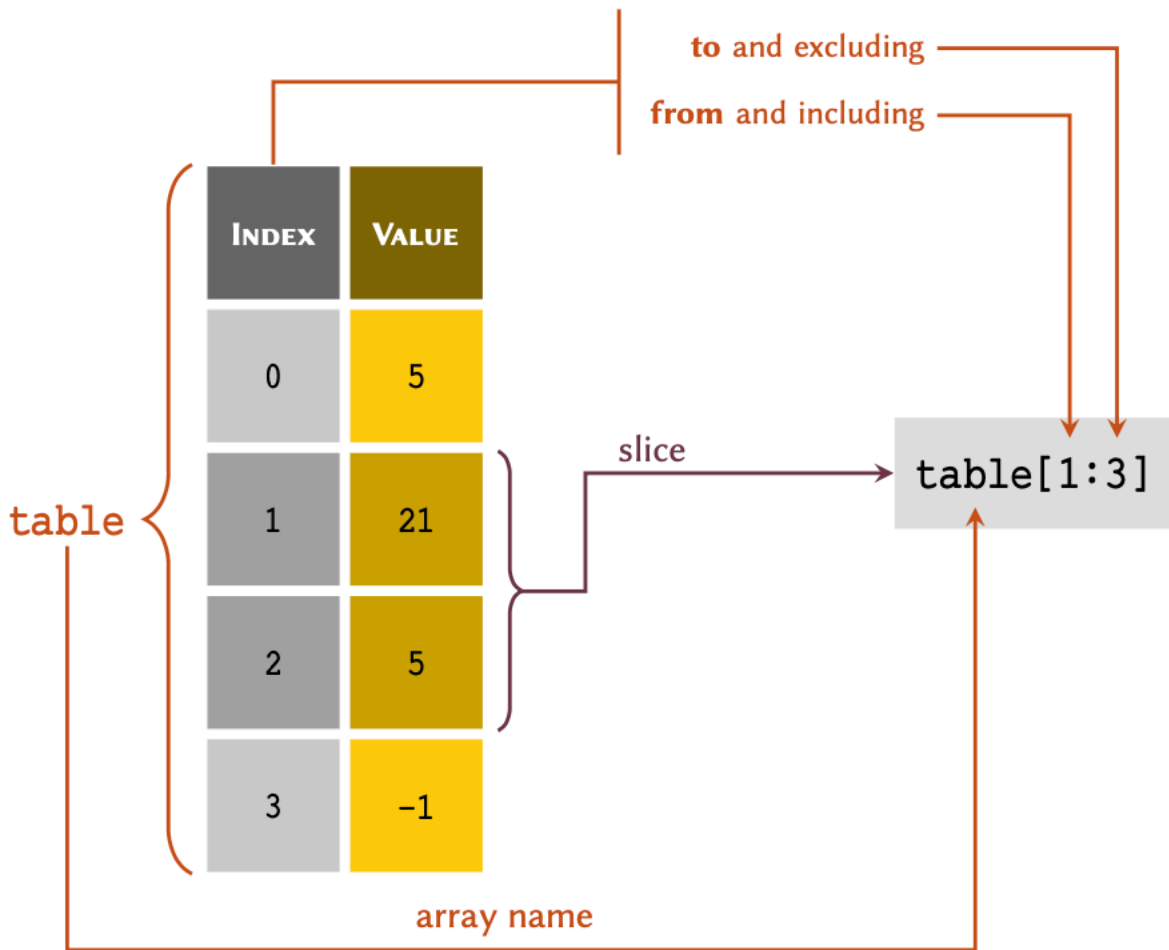 to and excluding
from and including
INDEX VALUE
0 5
slice
table[1:3]
1 21
table
2 5
3 −1
array name